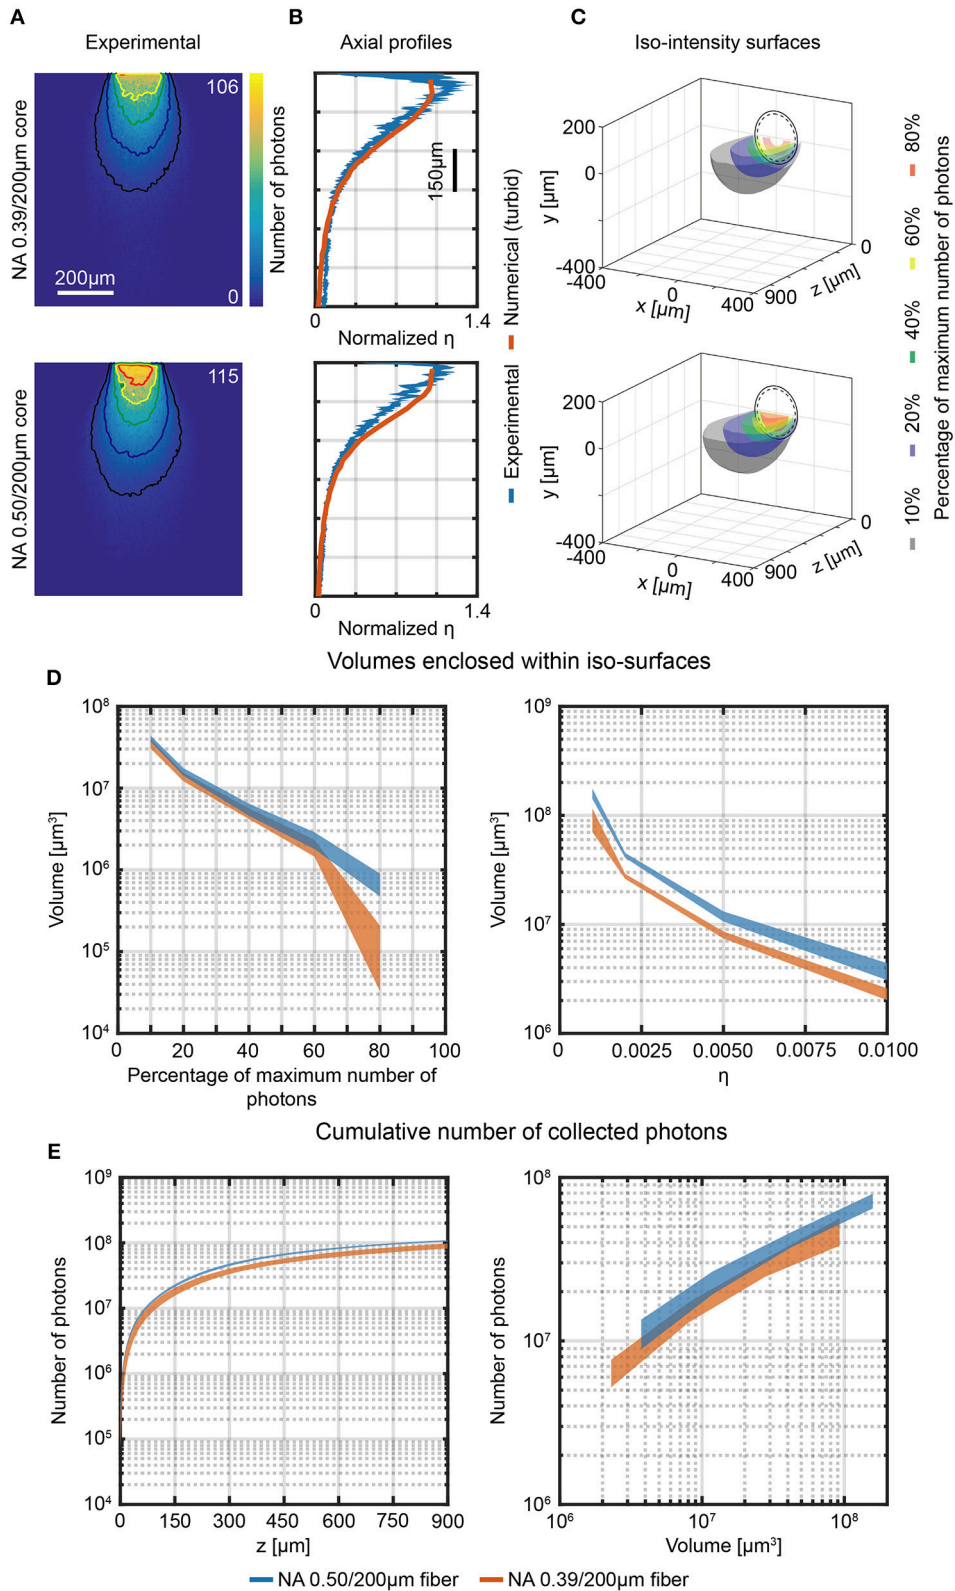 A
B
C
Experimental
Axial profiles
Iso-intensity surfaces
NA 0.39/200μm core
106
200μm
0
Number of photons
150μm
0
1.4
Normalized η
200
0
-400
y [μm]
-400
0
400
x [μm]
900
0
z [μm]
NA 0.50/200μm core
115
0
1.4
Normalized η
Experimental
Numerical (turbid)
200
0
-400
y [μm]
-400
0
400
x [μm]
900
0
z [μm]
10%
20%
40%
60%
80%
Percentage of maximum number of photons
Volumes enclosed within iso-surfaces
D
10⁸
10⁷
10⁶
10⁵
10⁴
Volume [μm³]
0
20
40
60
80
100
Percentage of maximum number of
photons
10⁹
10⁸
10⁷
10⁶
Volume [μm³]
0
0.0025
0.0050
0.0075
0.0100
η
Cumulative number of collected photons
E
10⁹
10⁸
10⁷
10⁶
10⁵
10⁴
Number of photons
0
150
300
450
600
750
900
z [μm]
10⁸
10⁷
10⁶
Number of photons
10⁶
10⁷
10⁸
Volume [μm³]
NA 0.50/200μm fiber
NA 0.39/200μm fiber